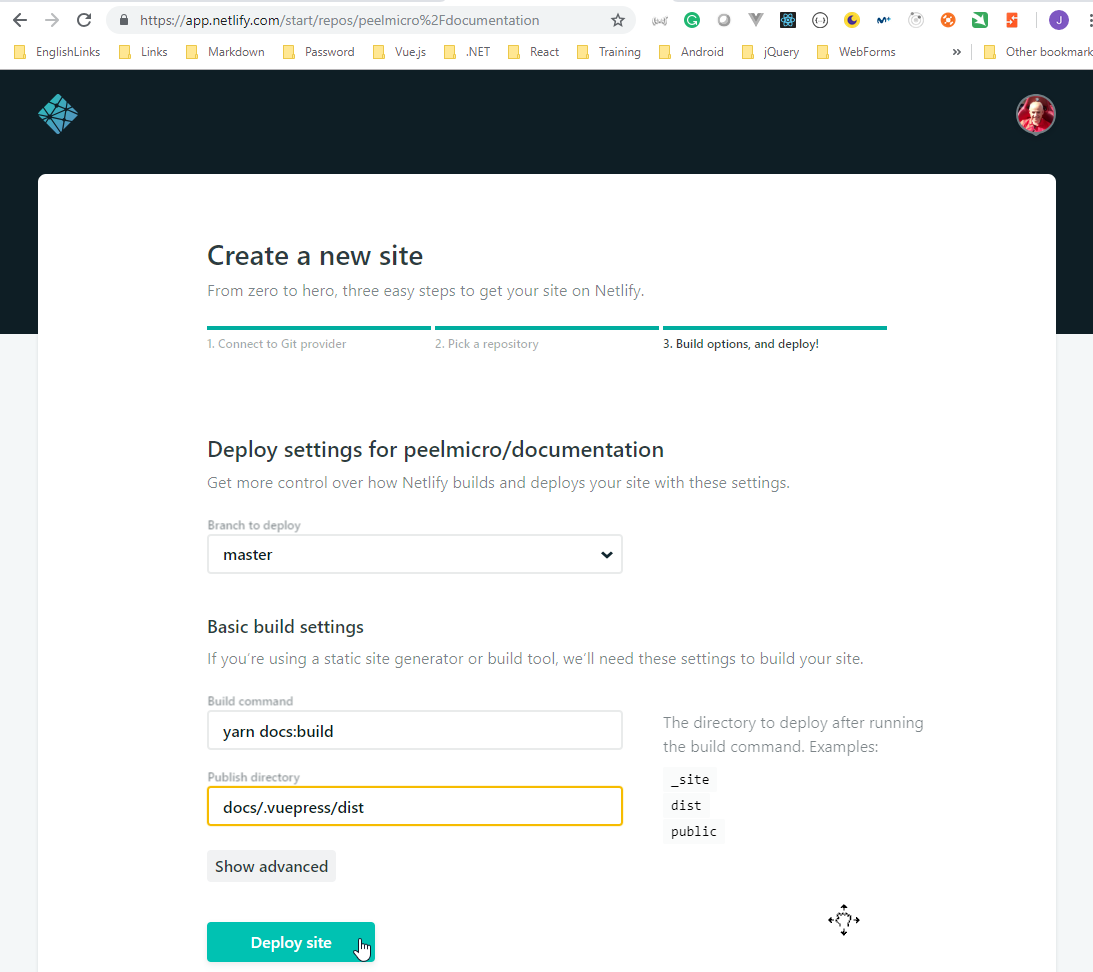 https://app.netlify.com/start/repos/peelmicro%2Fdocumentation
J
EnglishLinks Links Markdown Password Vue.js .NET React Training Android jQuery WebForms » Other bookmark
Create a new site
From zero to hero, three easy steps to get your site on Netlify.
1. Connect to Git provider 2. Pick a repository 3. Build options, and deploy!
Deploy settings for peelmicro/documentation
Get more control over how Netlify builds and deploys your site with these settings.
Branch to deploy
master
Basic build settings
If you're using a static site generator or build tool, we'll need these settings to build your site.
Build command
yarn docs:build
The directory to deploy after running
the build command. Examples:
_site
dist
public
Publish directory
docs/.vuepress/dist
Show advanced
Deploy site